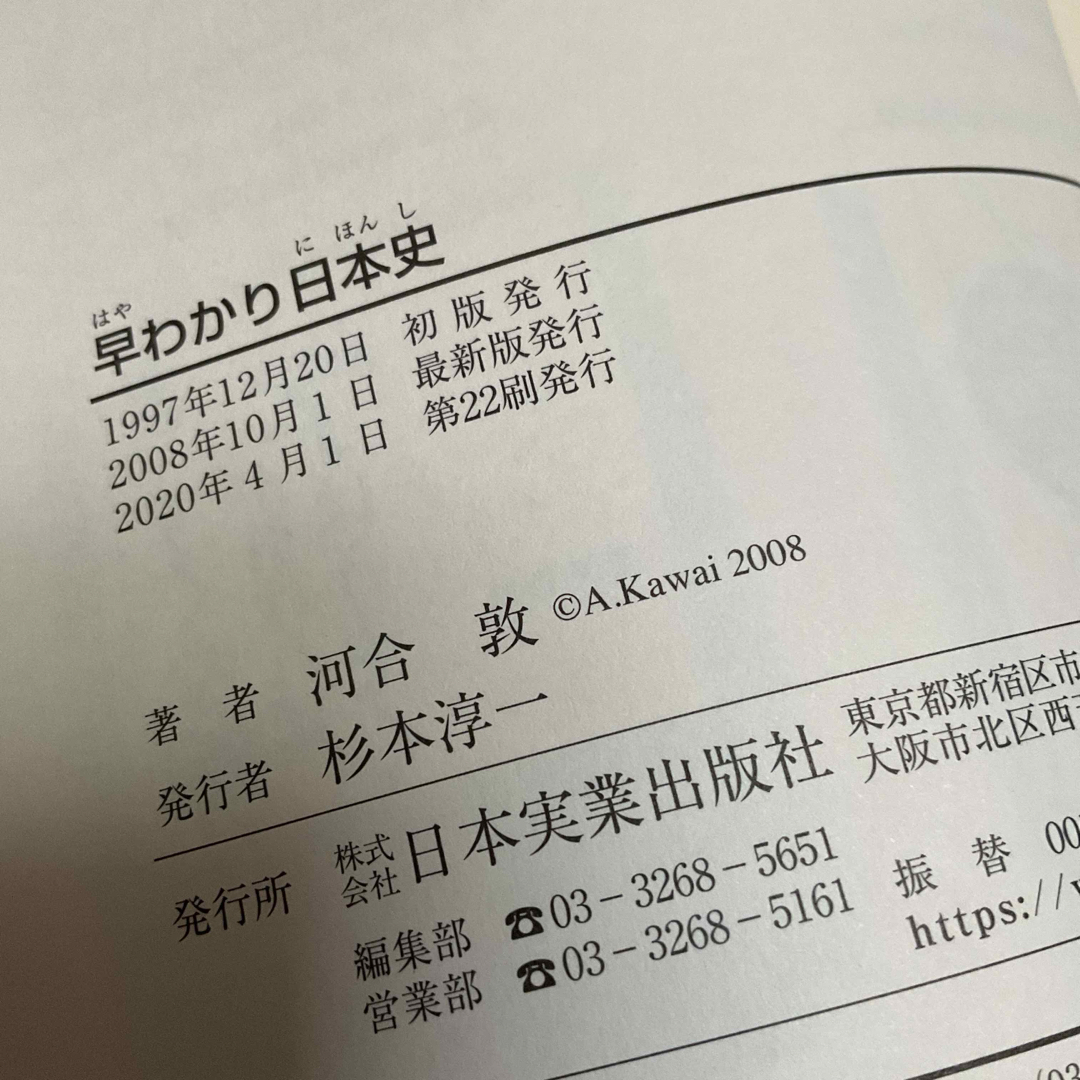 はや にほんし
早わかり日本史
1997年12月20日 初版発行
2008年10月1日 最新版発行
2020年4月1日 第22刷発行
著者 河合 敦 ©A.Kawai 2008
発行者 杉本淳一
発行所 株式会社 日本実業出版社 東京都新宿区市
大阪市北区西
編集部 ☎03-3268-5651
営業部 ☎03-3268-5161 振替 00
https://